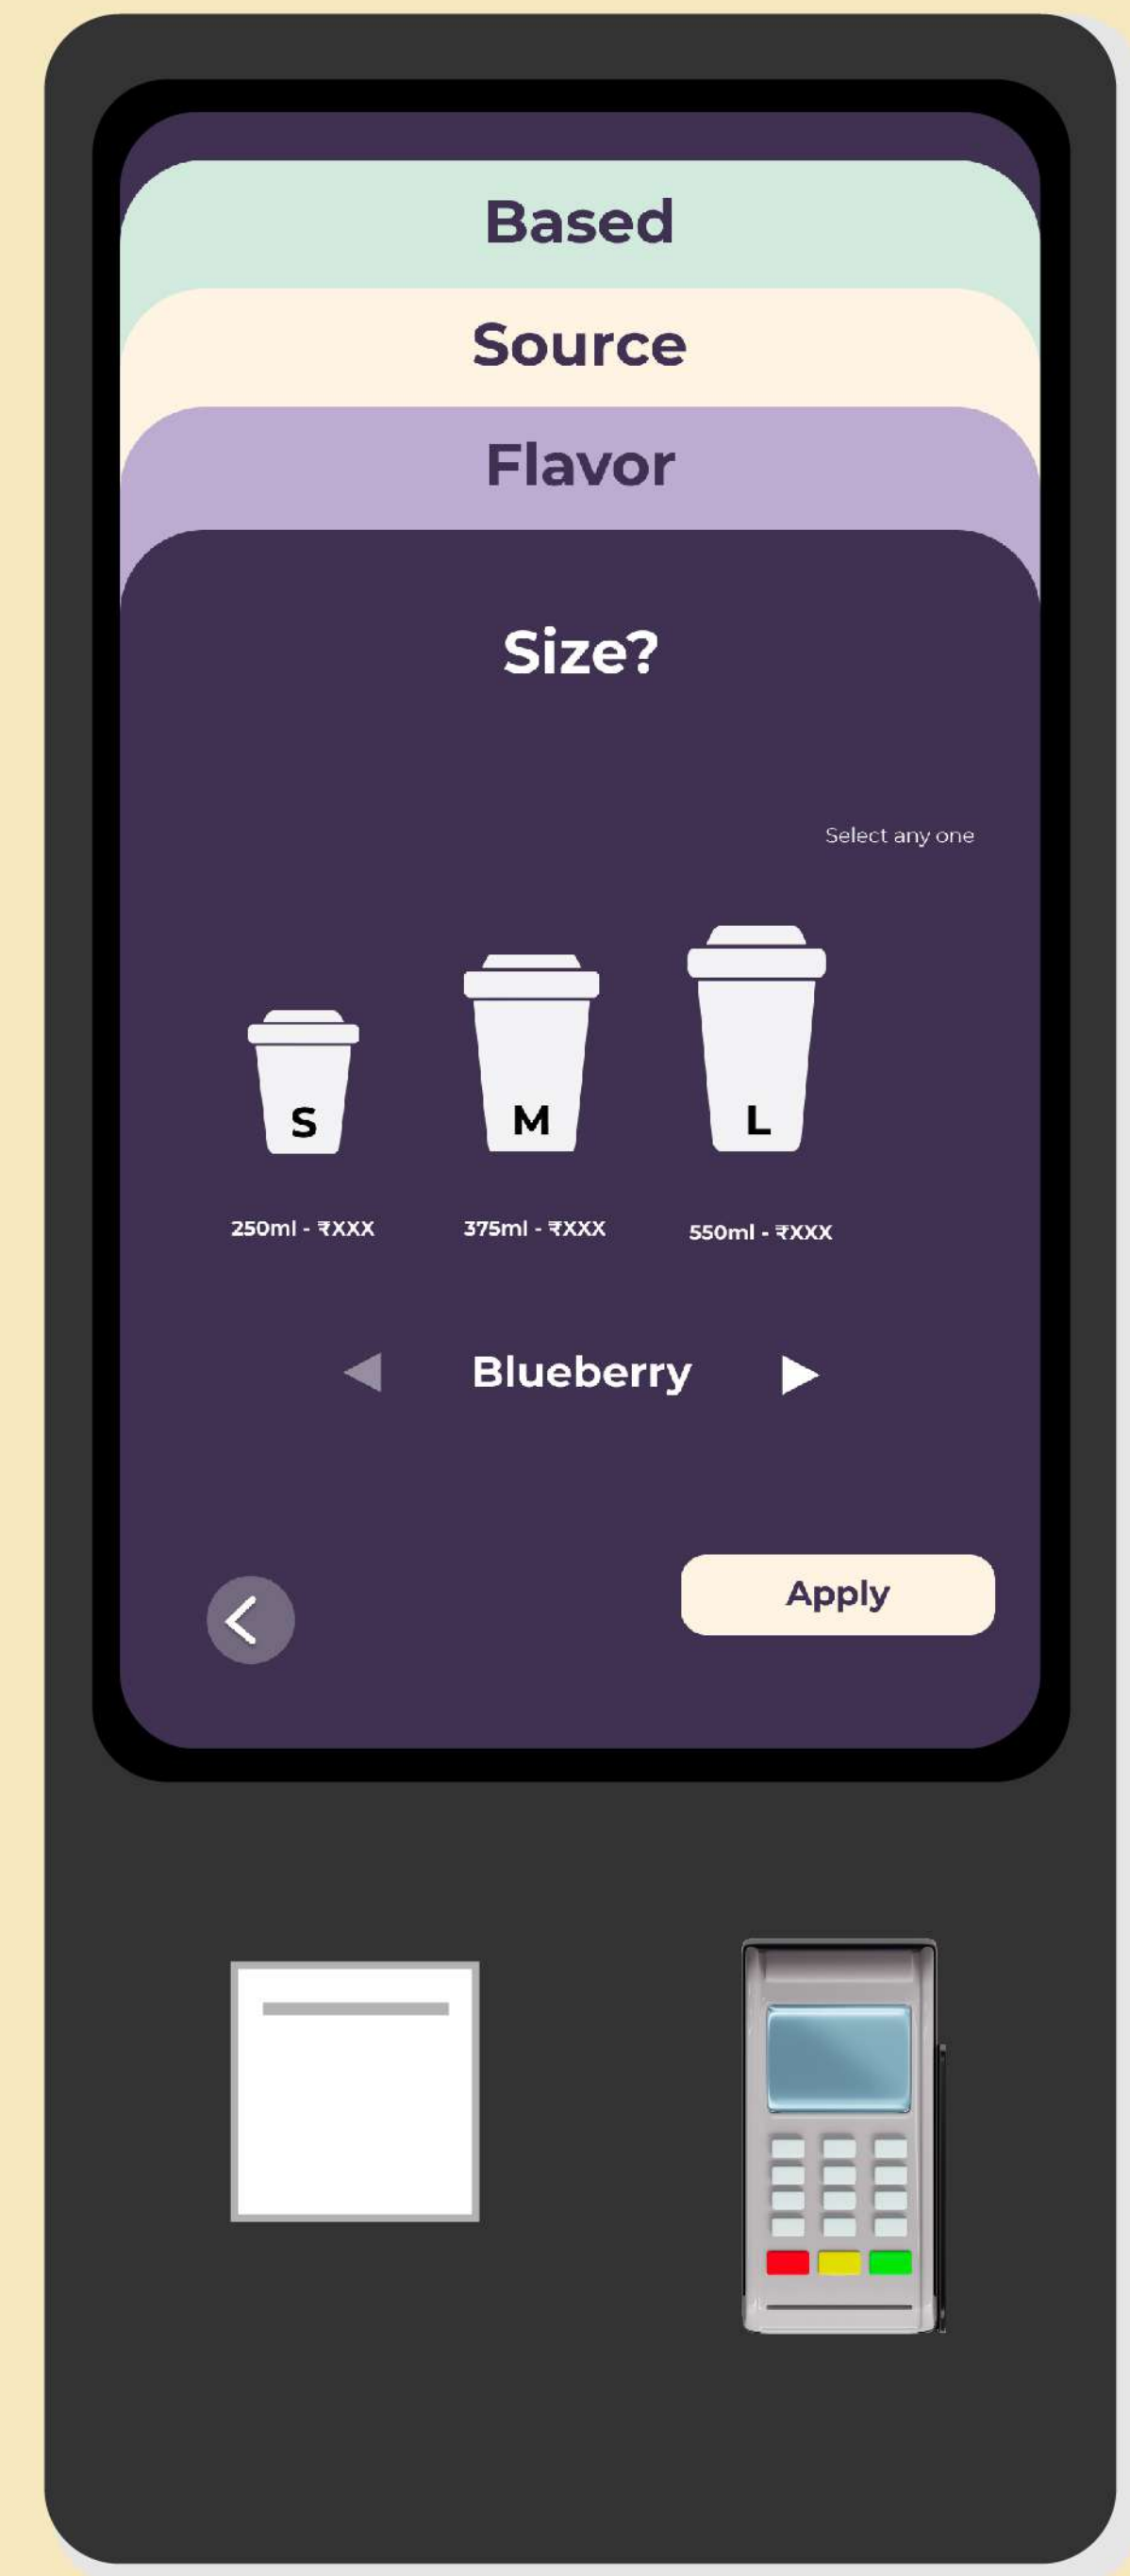 Based
Source
Flavor
Size?
Select any one
S
M
L
250ml - ₹XXX
375ml - ₹XXX
550ml - ₹XXX
Blueberry
Apply